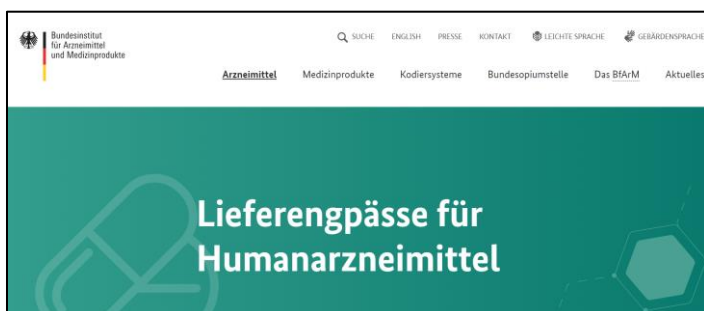 Bundesinstitut
für Arzneimittel
und Medizinprodukte
SUCHE ENGLISH PRESSE KONTAKT LEICHTE SPRACHE GEBÄRDENSPRACHE
Arzneimittel Medizinprodukte Kodiersysteme Bundesopiumstelle Das BfArM Aktuelles
Lieferengpässe für
Humanarzneimittel